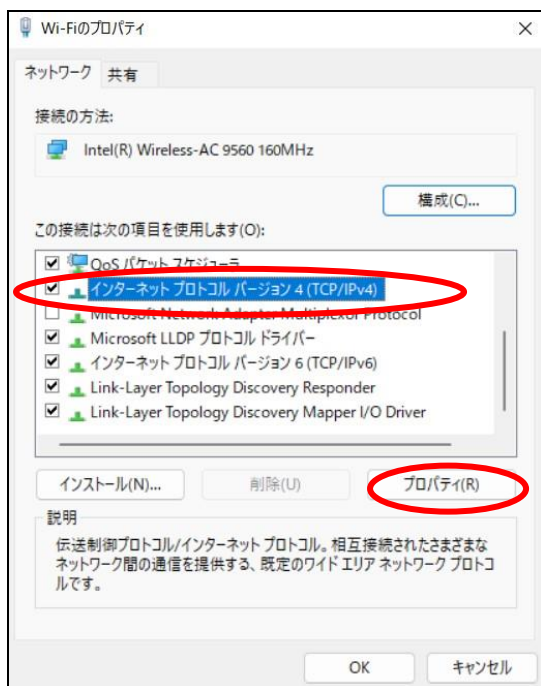 Wi-Fiのプロパティ
ネットワーク 共有
接続の方法:
Intel(R) Wireless-AC 9560 160MHz
構成(C)...
この接続は次の項目を使用します(O):
QoS パケット スケジューラ
インターネット プロトコル バージョン 4 (TCP/IPv4)
Microsoft Network Adapter Multiplexor Protocol
Microsoft LLDP プロトコル ドライバー
インターネット プロトコル バージョン 6 (TCP/IPv6)
Link-Layer Topology Discovery Responder
Link-Layer Topology Discovery Mapper I/O Driver
インストール(N)... 削除(U) プロパティ(R)
説明
伝送制御プロトコル/インターネット プロトコル。相互接続されたさまざまな
ネットワーク間の通信を提供する、既定のワイド エリア ネットワーク プロトコ
ルです。
OK キャンセル